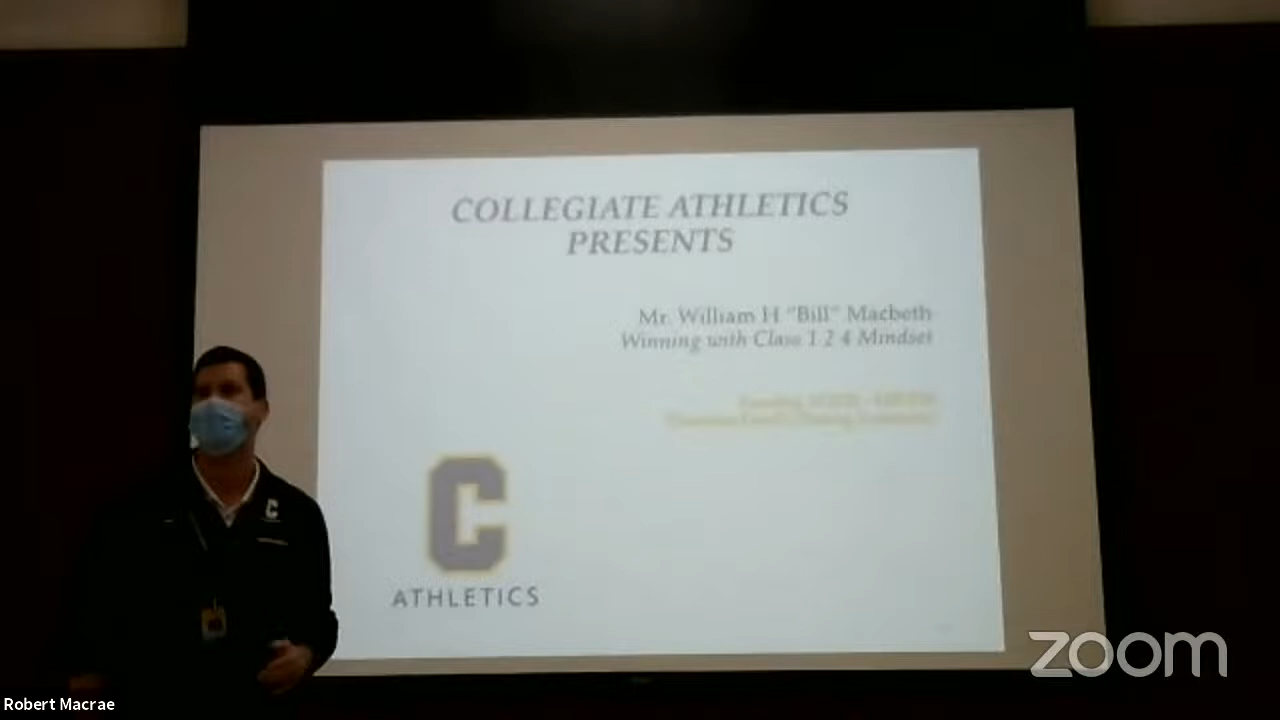 COLLEGIATE ATHLETICS
PRESENTS
Mr. William H "Bill" Macbeth
Winning with Class 1 2 4 Mindset
C
C
ATHLETICS
zoom
Robert Macrae